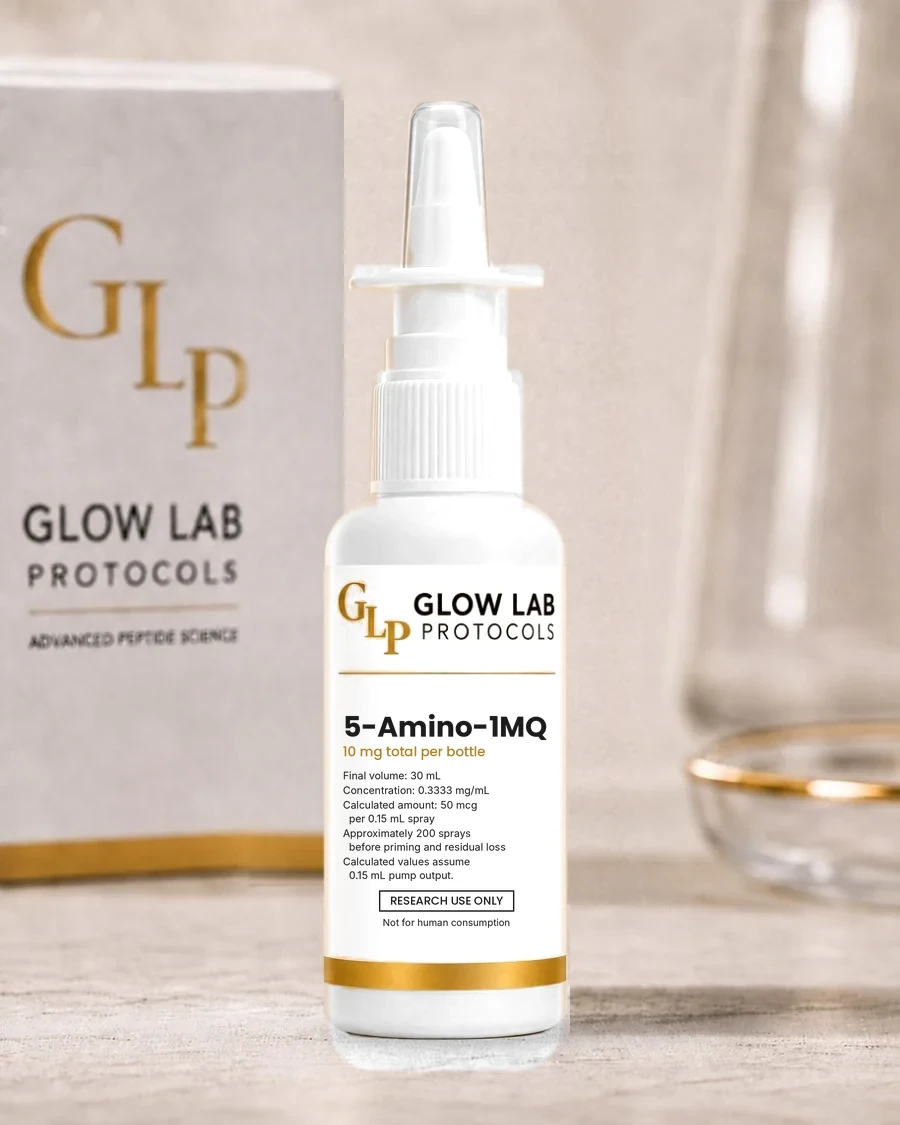 GLP
GLOW LAB
PROTOCOLS
ADVANCED PEPTIDE SCIENCE
GLP
GLOW LAB
PROTOCOLS
5-Amino-1MQ
10 mg total per bottle
Final volume: 30 mL
Concentration: 0.3333 mg/mL
Calculated amount: 50 mcg
per 0.15 mL spray
Approximately 200 sprays
before priming and residual loss
Calculated values assume
0.15 mL pump output.
RESEARCH USE ONLY
Not for human consumption